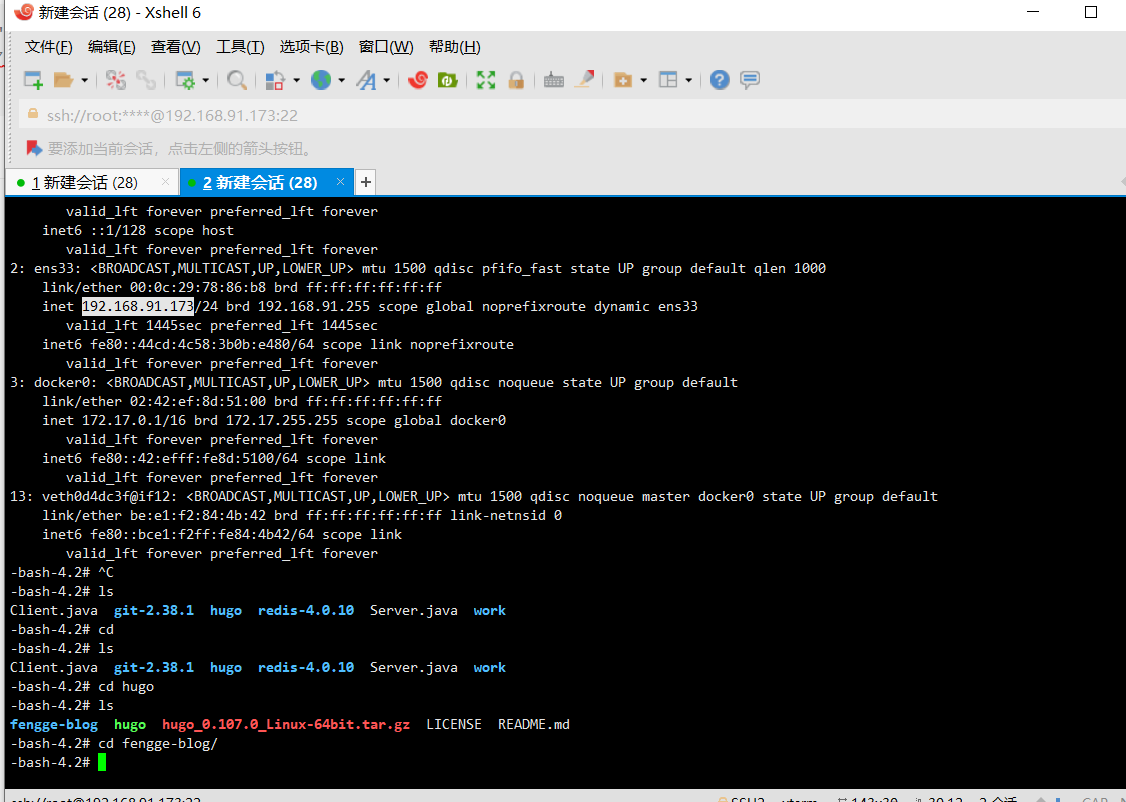 新建会话 (28) - Xshell 6
文件(F) 编辑(E) 查看(V) 工具(T) 选项卡(B) 窗口(W) 帮助(H)
ssh://root:****@192.168.91.173:22
要添加当前会话，点击左侧的箭头按钮。
1 新建会话 (28) × 2 新建会话 (28) × +
valid_lft forever preferred_lft forever
inet6 ::1/128 scope host
valid_lft forever preferred_lft forever
2: ens33: <BROADCAST,MULTICAST,UP,LOWER_UP> mtu 1500 qdisc pfifo_fast state UP group default qlen 1000
link/ether 00:0c:29:78:86:b8 brd ff:ff:ff:ff:ff:ff
inet 192.168.91.173/24 brd 192.168.91.255 scope global noprefixroute dynamic ens33
valid_lft 1445sec preferred_lft 1445sec
inet6 fe80::44cd:4c58:3b0b:e480/64 scope link noprefixroute
valid_lft forever preferred_lft forever
3: docker0: <BROADCAST,MULTICAST,UP,LOWER_UP> mtu 1500 qdisc noqueue state UP group default
link/ether 02:42:ef:8d:51:00 brd ff:ff:ff:ff:ff:ff
inet 172.17.0.1/16 brd 172.17.255.255 scope global docker0
valid_lft forever preferred_lft forever
inet6 fe80::42:efff:fe8d:5100/64 scope link
valid_lft forever preferred_lft forever
13: veth0d4dc3f@if12: <BROADCAST,MULTICAST,UP,LOWER_UP> mtu 1500 qdisc noqueue master docker0 state UP group default
link/ether be:e1:f2:84:4b:42 brd ff:ff:ff:ff:ff:ff link-netnsid 0
inet6 fe80::bce1:f2ff:fe84:4b42/64 scope link
valid_lft forever preferred_lft forever
-bash-4.2# ^C
-bash-4.2# ls
Client.java git-2.38.1 hugo redis-4.0.10 Server.java work
-bash-4.2# cd
-bash-4.2# ls
Client.java git-2.38.1 hugo redis-4.0.10 Server.java work
-bash-4.2# cd hugo
-bash-4.2# ls
fengge-blog hugo hugo_0.107.0_Linux-64bit.tar.gz LICENSE README.md
-bash-4.2# cd fengge-blog/
-bash-4.2#
ssh://root@192.168.91.173:22 SSH2 xterm 143x30 30,12 2 会话 CAP